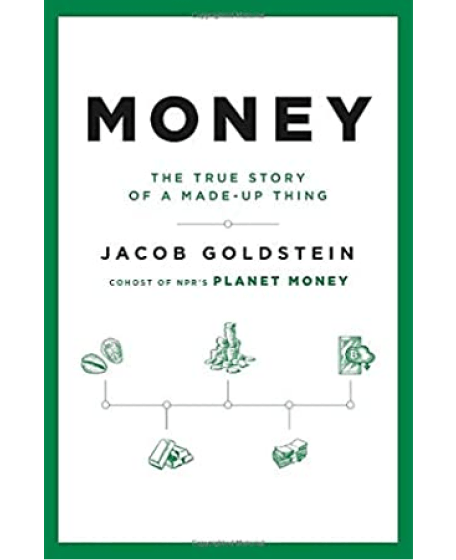 MONEY
THE TRUE STORY
OF A MADE-UP THING
JACOB GOLDSTEIN
COHOST OF NPR'S PLANET MONEY